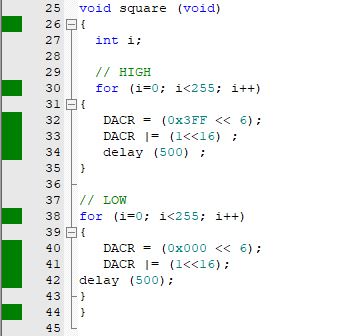 25 void square (void)
26 {
27 int i;
28
29 // HIGH
30 for (i=0; i<255; i++)
31 {
32 DACR = (0x3FF << 6);
33 DACR |= (1<<16) ;
34 delay (500) ;
35 }
36
37 // LOW
38 for (i=0; i<255; i++)
39 {
40 DACR = (0x000 << 6);
41 DACR |= (1<<16);
42 delay (500);
43 }
44 }
45